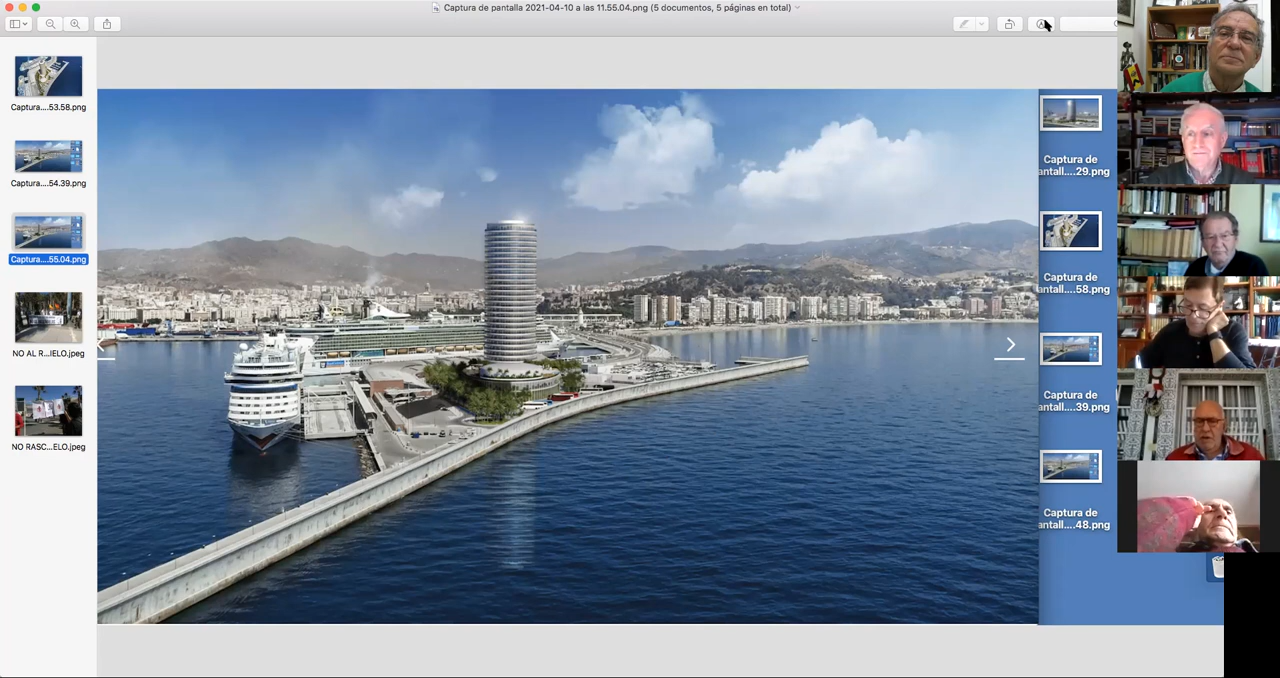 Captura de pantalla 2021-04-10 a las 11.55.04.png (5 documentos, 5 páginas en total)
Captura....53.58.png
Captura....54.39.png
Captura....55.04.png
NO AL R...IELO.jpeg
NO RASC...ELO.jpeg
Captura de
antall....29.png
Captura de
antall....58.png
Captura de
antall....39.png
Captura de
antall....48.png